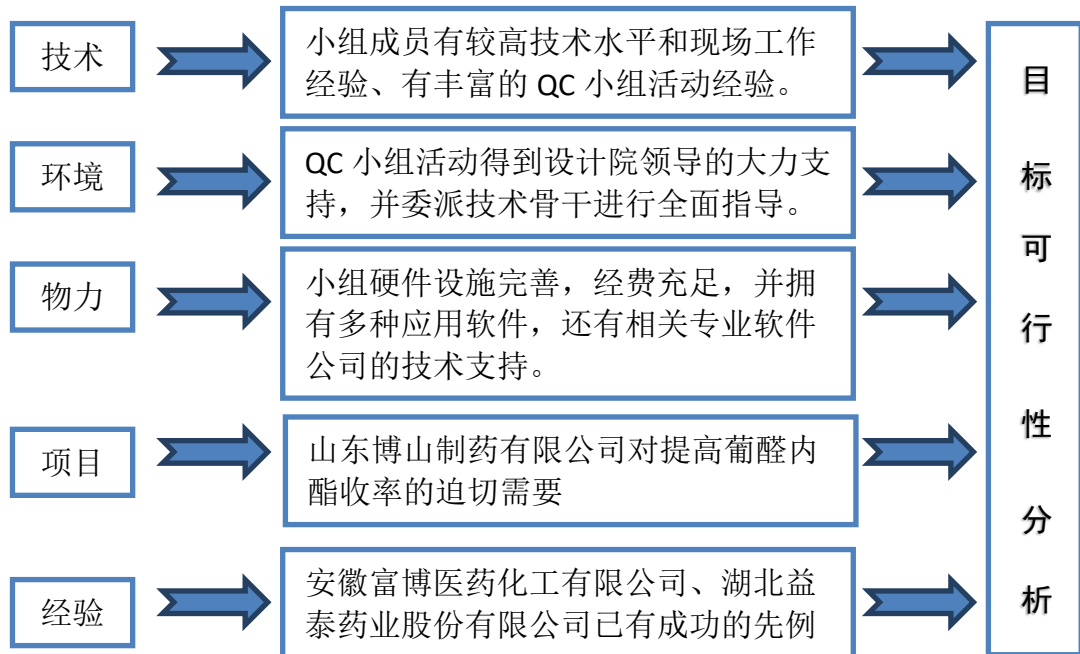 技术
小组成员有较高技术水平和现场工作
经验、有丰富的 QC 小组活动经验。
环境
QC 小组活动得到设计院领导的大力支
持，并委派技术骨干进行全面指导。
物力
小组硬件设施完善，经费充足，并拥
有多种应用软件，还有相关专业软件
公司的技术支持。
项目
山东博山制药有限公司对提高葡醛内
酯收率的迫切需要
经验
安徽富博医药化工有限公司、湖北益
泰药业股份有限公司已有成功的先例
目标可行性分析